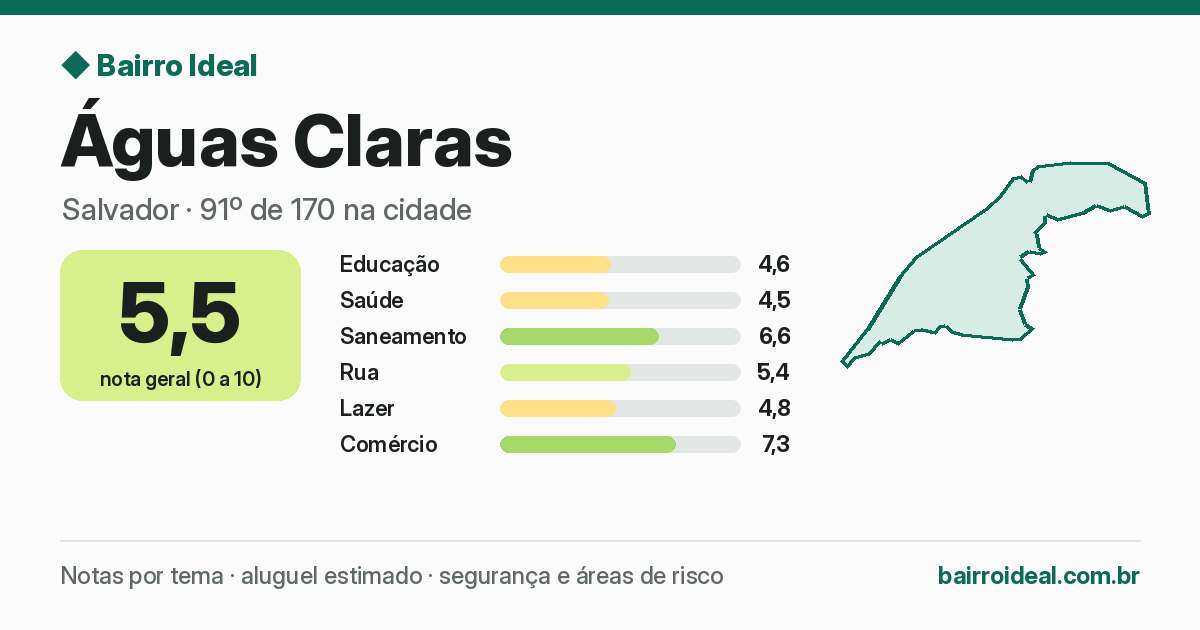 Bairro Ideal
Águas Claras
Salvador · 91º de 170 na cidade
5,5
nota geral (0 a 10)
Educação 4,6
Saúde 4,5
Saneamento 6,6
Rua 5,4
Lazer 4,8
Comércio 7,3
Notas por tema · aluguel estimado · segurança e áreas de risco
bairroideal.com.br